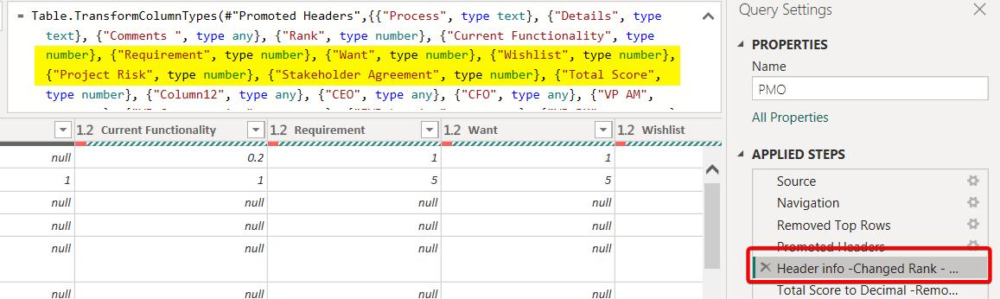 = Table.TransformColumnTypes(#"Promoted Headers",{{"Process", type text}, {"Details", type
text}, {"Comments ", type any}, {"Rank", type number}, {"Current Functionality", type
number}, {"Requirement", type number}, {"Want", type number}, {"Wishlist", type number},
{"Project Risk", type number}, {"Stakeholder Agreement", type number}, {"Total Score",
type number}, {"Column12", type any}, {"CEO", type any}, {"CFO", type any}, {"VP AM",
1.2 Current Functionality 1.2 Requirement 1.2 Want 1.2 Wishlist
null 0.2 1 1
1 1 5 5
null null null null
null null null null
null null null null
null null null null
Query Settings
PROPERTIES
Name
PMO
All Properties
APPLIED STEPS
Source
Navigation
Removed Top Rows
Promoted Headers
Header info -Changed Rank - ...
Total Score to Decimal -Remo...